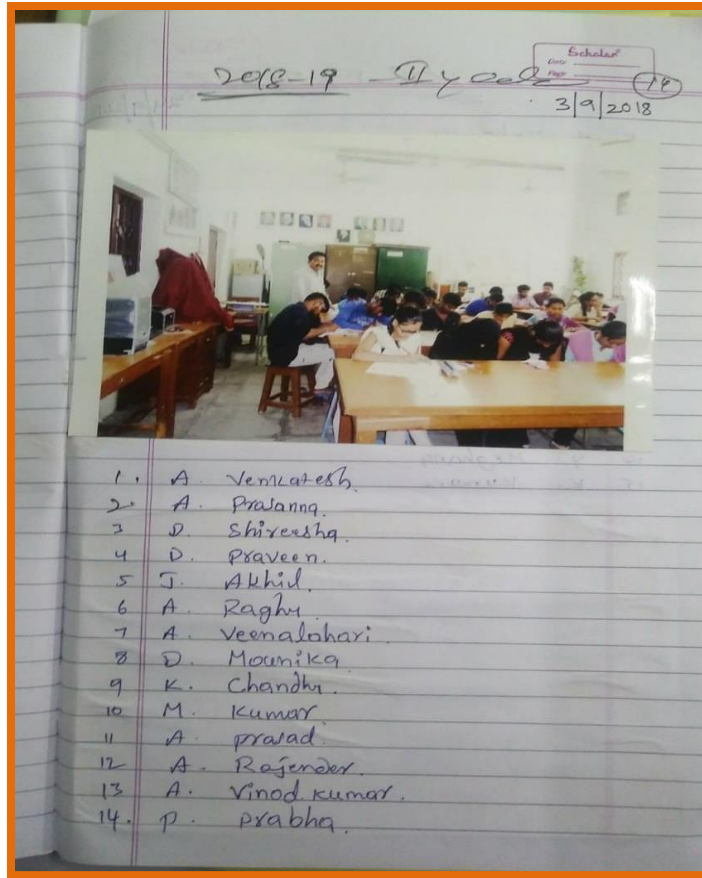 Scholar
Date
Page
2018-19 - II year
3/9/2018
1. A. Venkatesh
2. A. Prasanna.
3 D. Shireesha.
4 D. Praveen.
5 J. Akhil.
6 A. Raghu.
7 A. Veenalahari.
8 D. Mounika.
9 K. Chandhu.
10 M. Kumar.
11 A. prasad.
12 A. Rajender.
13 A. Vinod kumar.
14. P. Prabha.